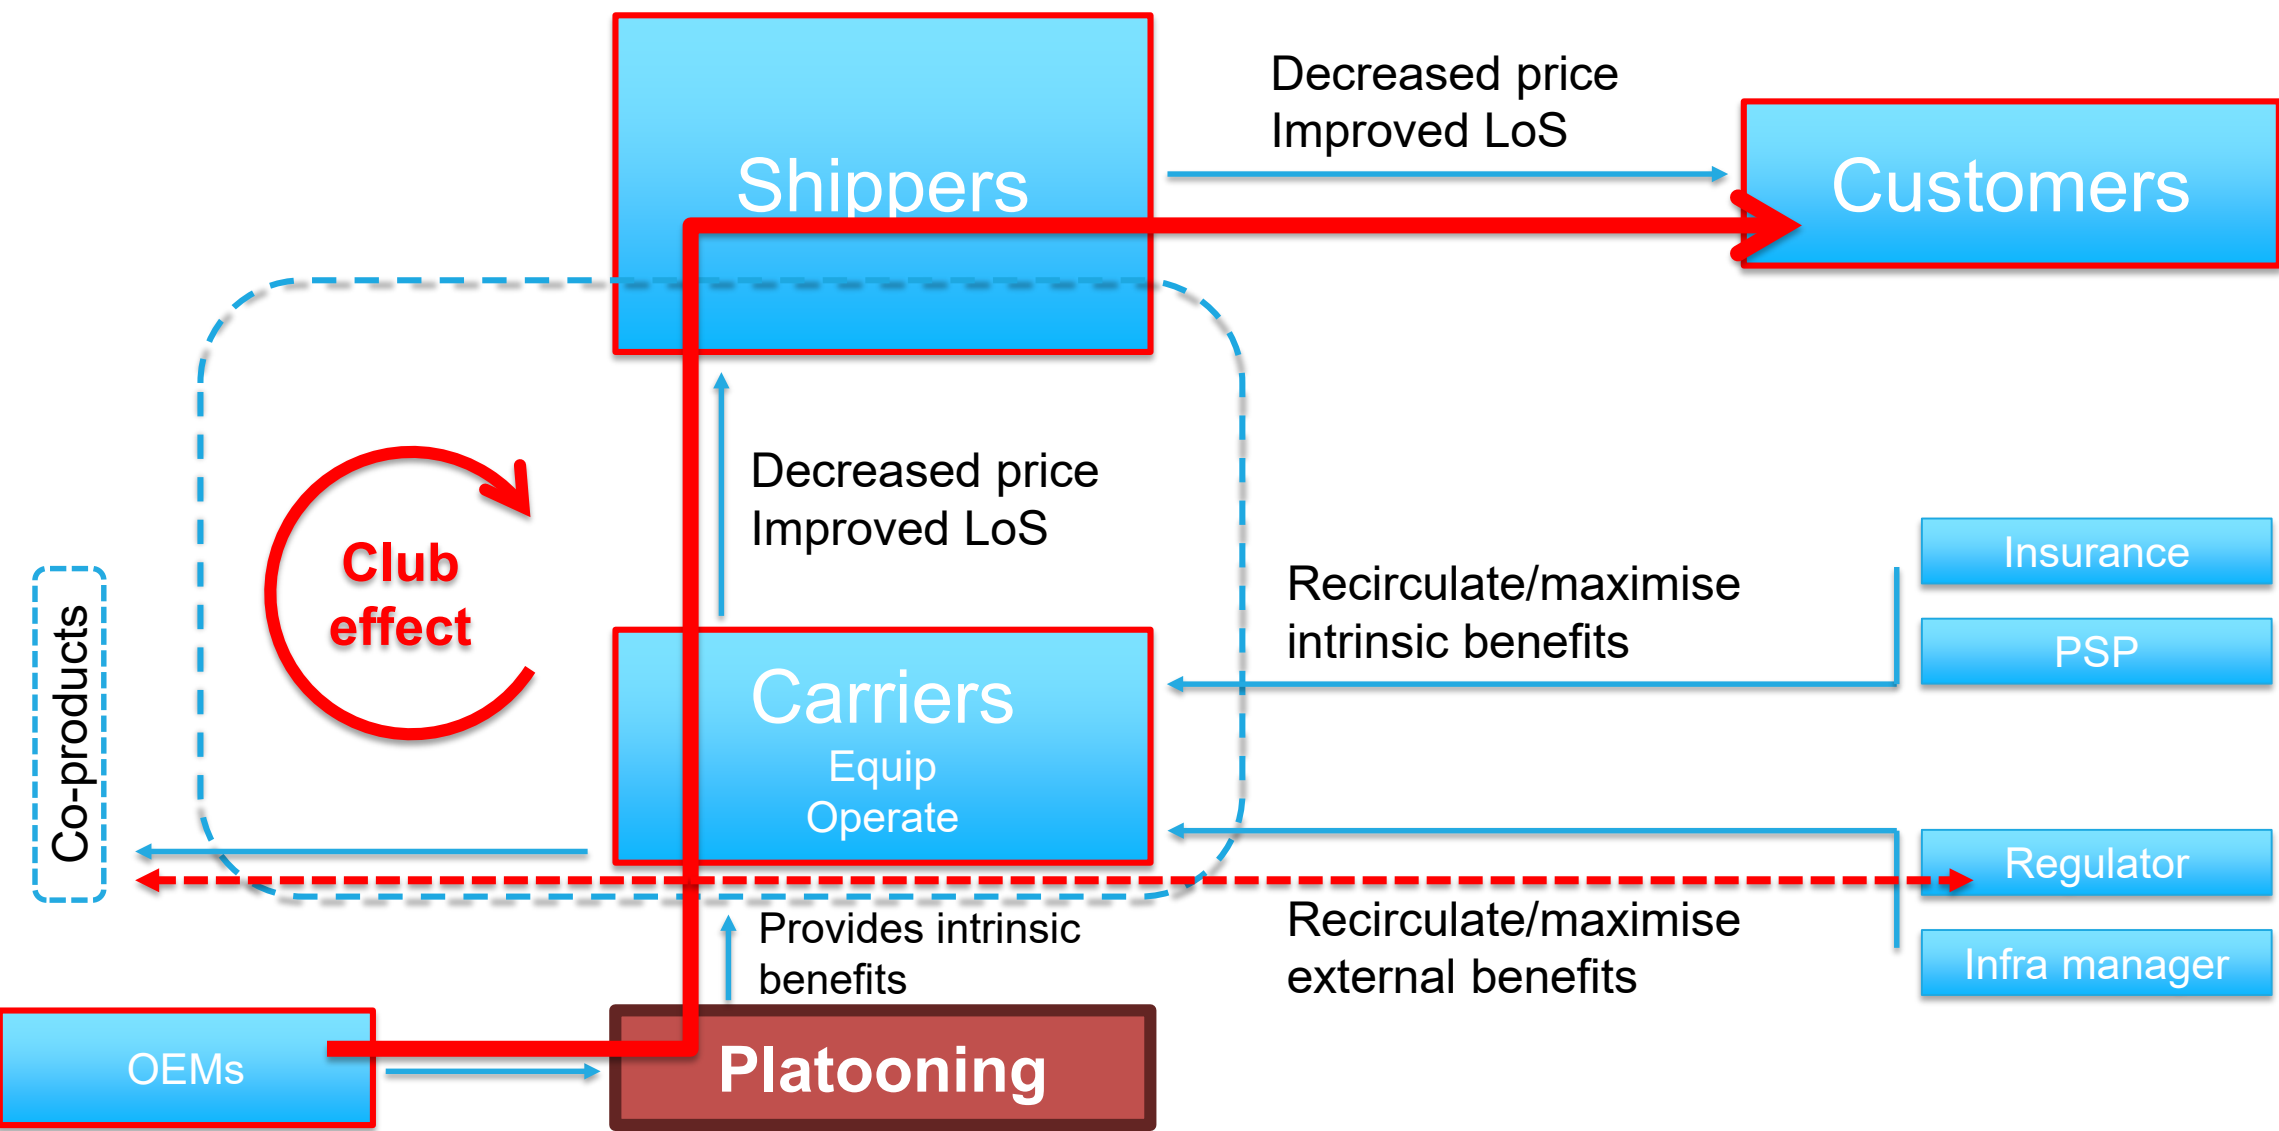 Decreased price
Improved LoS
Shippers
Customers
Decreased price
Improved LoS
Club
effect
Co-products
Carriers
Equip
Operate
Recirculate/maximise
intrinsic benefits
Insurance
PSP
Regulator
Infra manager
Recirculate/maximise
external benefits
Provides intrinsic
benefits
OEMs
Platooning